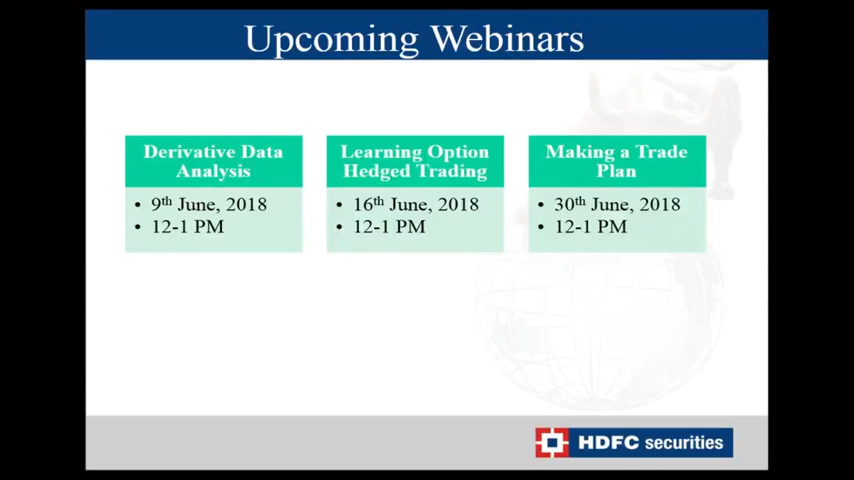 Upcoming Webinars
Derivative Data
Analysis
• 9th June, 2018
• 12-1 PM
Learning Option
Hedged Trading
• 16th June, 2018
• 12-1 PM
Making a Trade
Plan
• 30th June, 2018
• 12-1 PM
HDFC securities